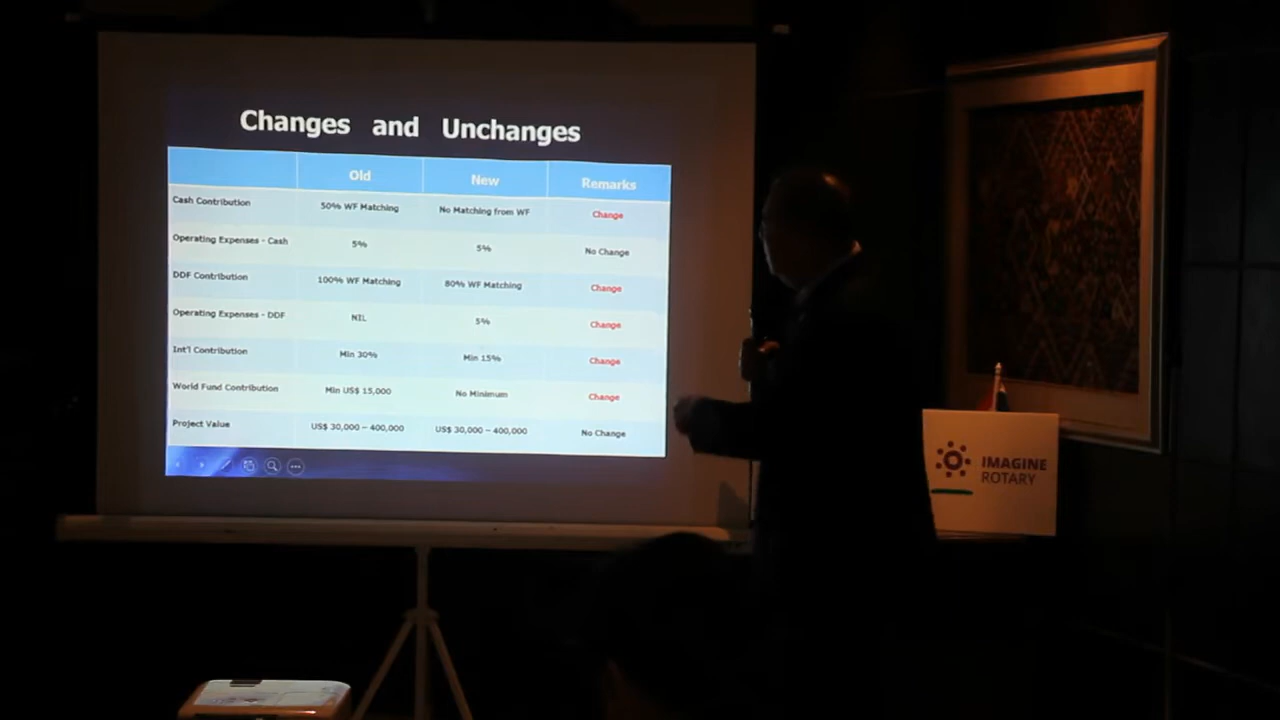 Changes and Unchanges
Old New Remarks
Cash Contribution 50% WF Matching No Matching from WF Change
Operating Expenses - Cash 5% 5% No Change
DDF Contribution 100% WF Matching 80% WF Matching Change
Operating Expenses - DDF NIL 5% Change
Int'l Contribution Min 30% Min 15% Change
World Fund Contribution Min US$ 15,000 No Minimum Change
Project Value US$ 30,000 – 400,000 US$ 30,000 – 400,000 No Change
IMAGINE
ROTARY